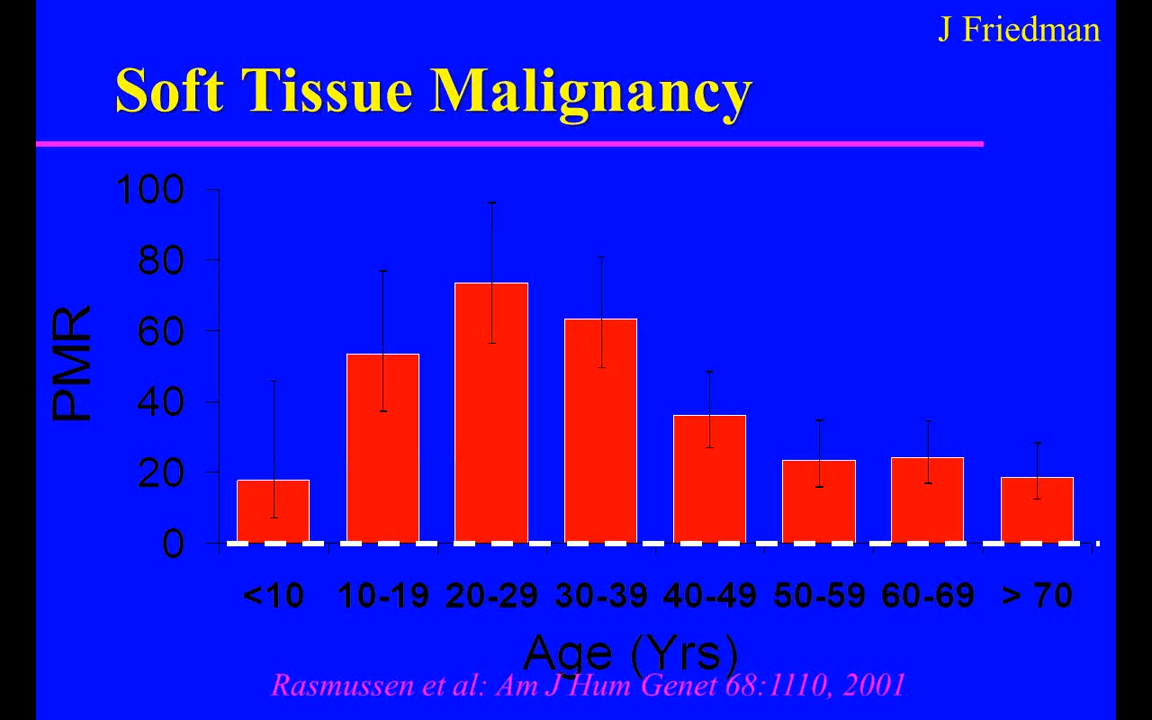 J Friedman
Soft Tissue Malignancy
100
80
60
40
20
0
PMR
<10 10-19 20-29 30-39 40-49 50-59 60-69 > 70
Age (Yrs)
Rasmussen et al: Am J Hum Genet 68:1110, 2001